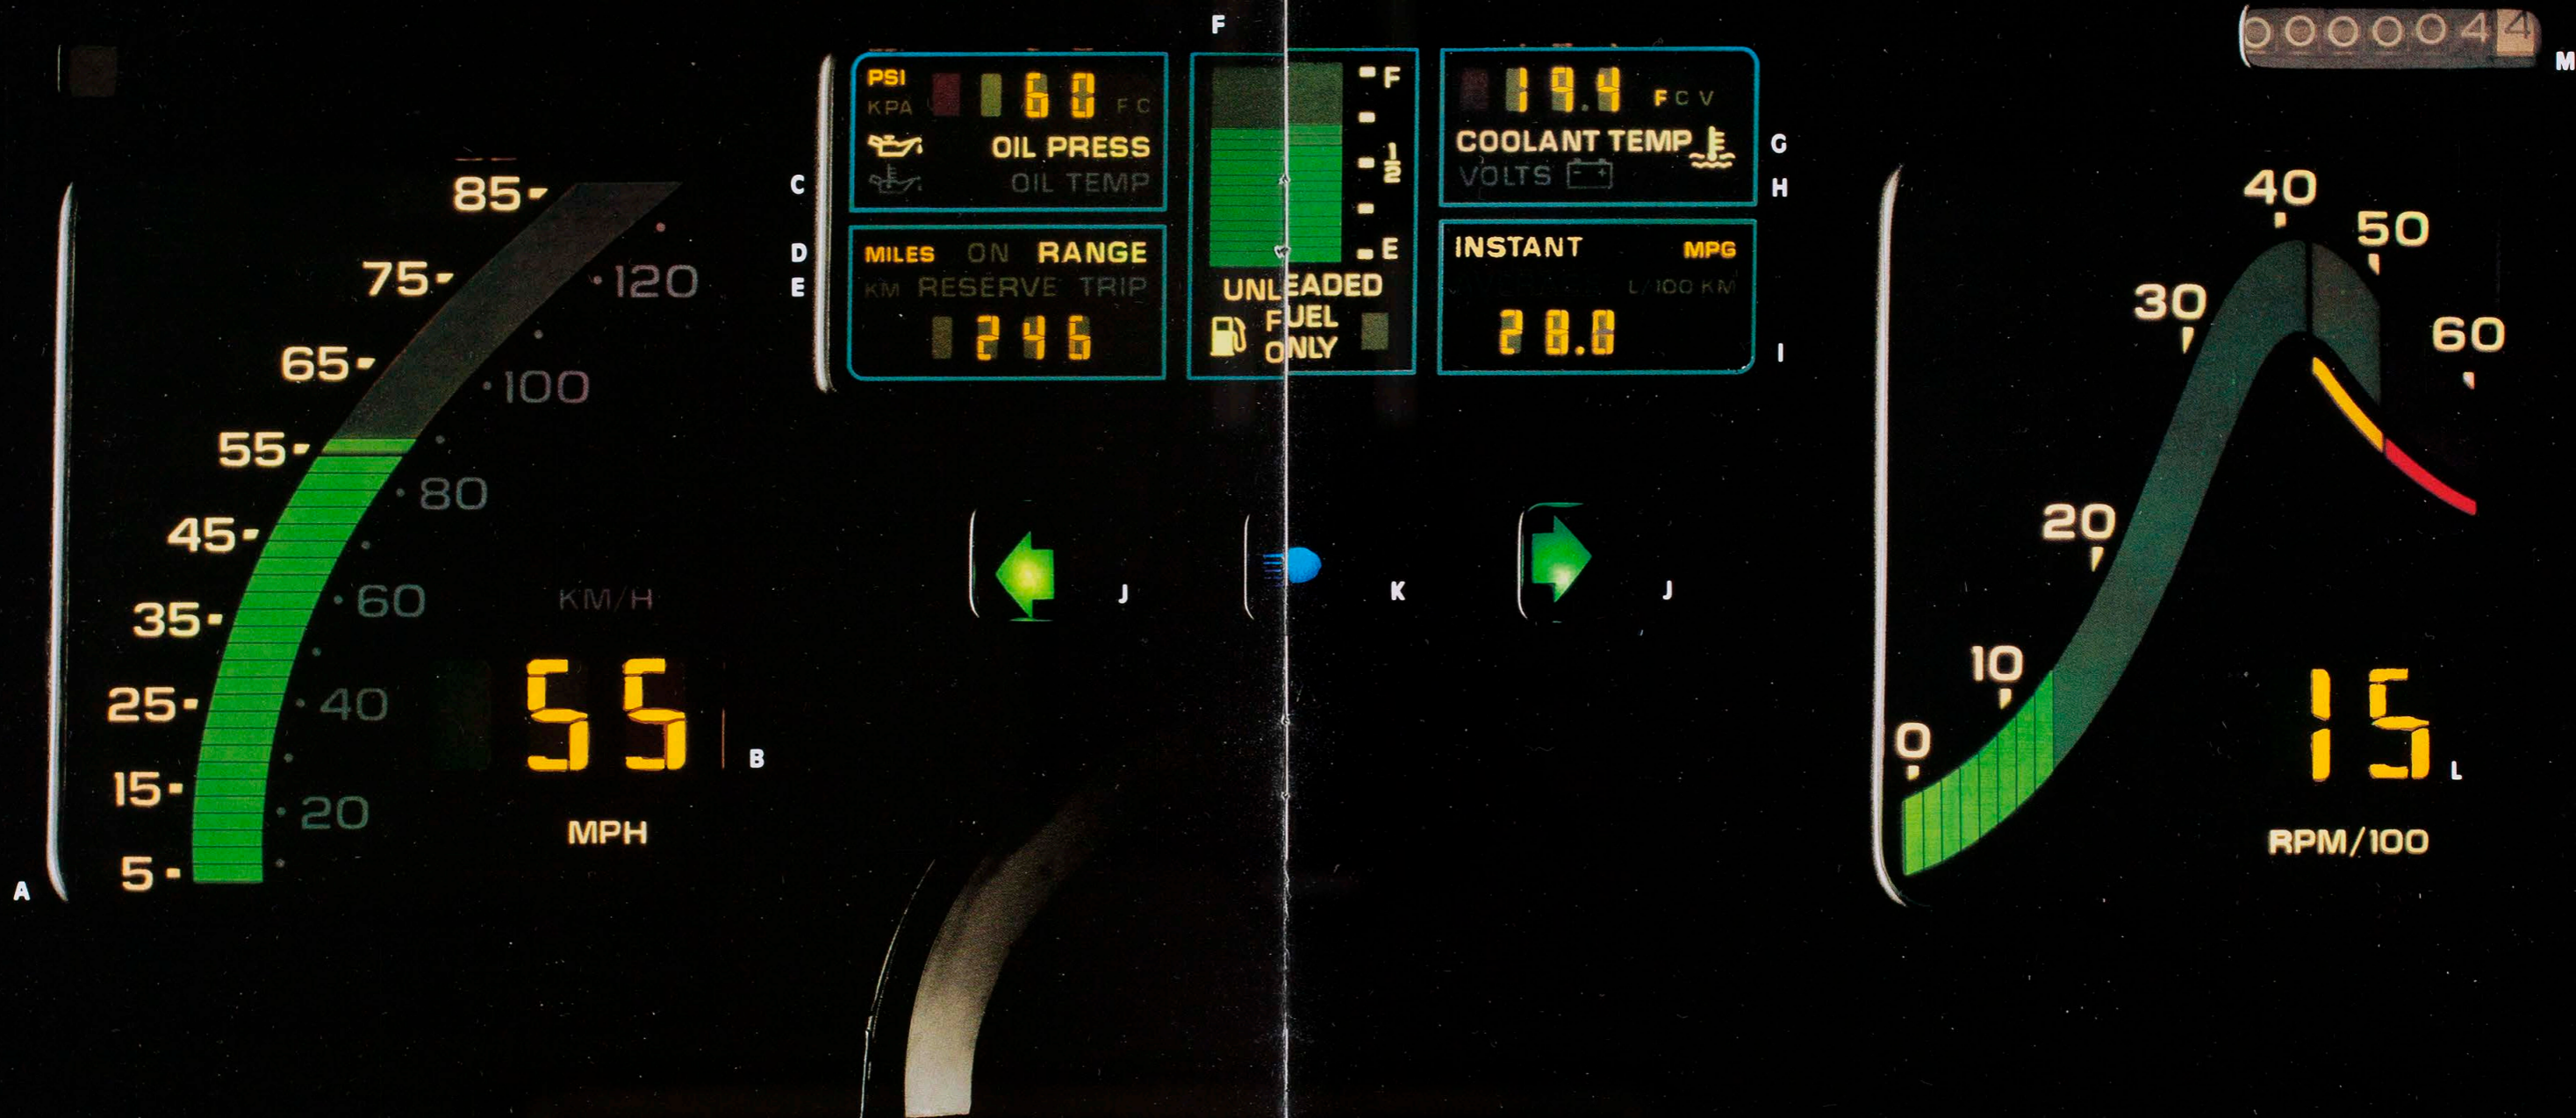 F
0000044
M
PSI
KPA
60
F C
OIL PRESS
OIL TEMP
C
F
1/2
E
UNLEADED
FUEL
ONLY
19.4
F C V
COOLANT TEMP
G
VOLTS
H
MILES ON RANGE
D
KM RESERVE TRIP
E
246
INSTANT MPG
L/100 KM
28.0
I
85
75
65
55
45
35
25
15
5
A
120
100
80
60
40
20
KM/H
55
B
MPH
J
K
J
40
50
30
60
20
10
0
15
L
RPM/100